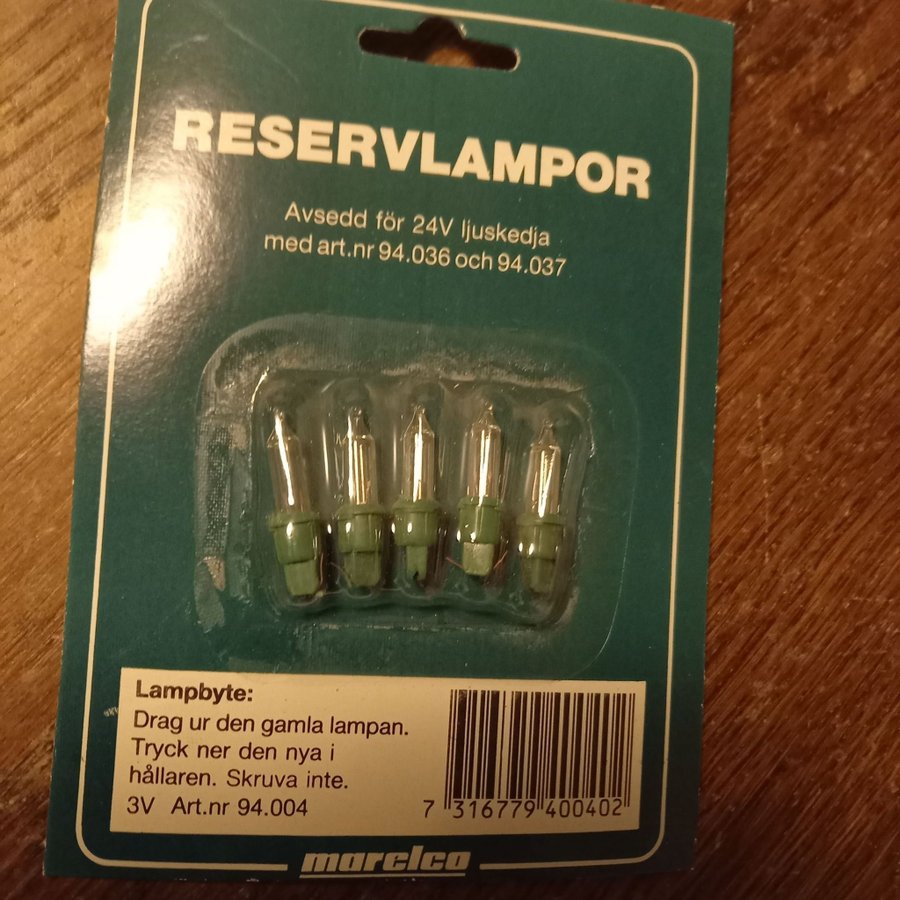 RESERVLAMPOR
Avsedd för 24V ljuskedja
med art.nr 94.036 och 94.037
Lampbyte:
Drag ur den gamla lampan.
Tryck ner den nya i
hållaren. Skruva inte.
3V Art.nr 94.004
7 316779 400402
marelco